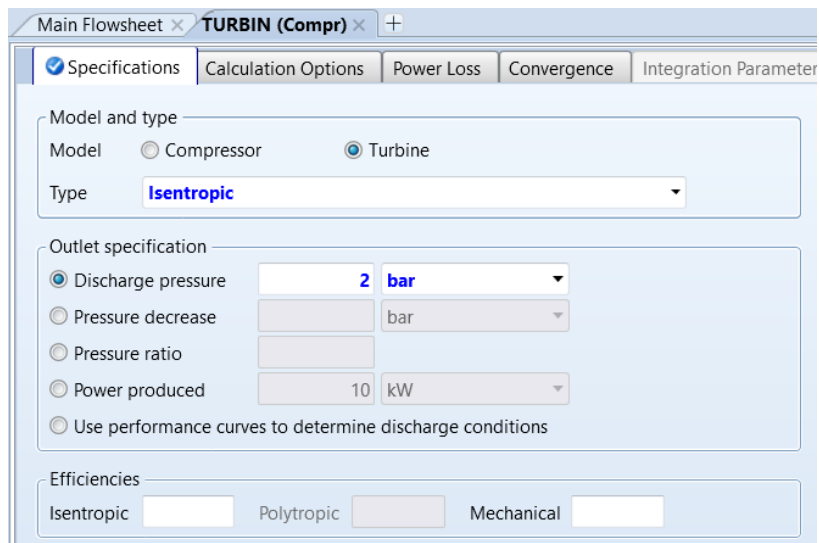 Main Flowsheet × TURBIN (Compr) × +
Specifications Calculation Options Power Loss Convergence Integration Parameter
Model and type
Model Compressor Turbine
Type Isentropic
Outlet specification
Discharge pressure 2 bar
Pressure decrease bar
Pressure ratio
Power produced 10 kW
Use performance curves to determine discharge conditions
Efficiencies
Isentropic Polytropic Mechanical